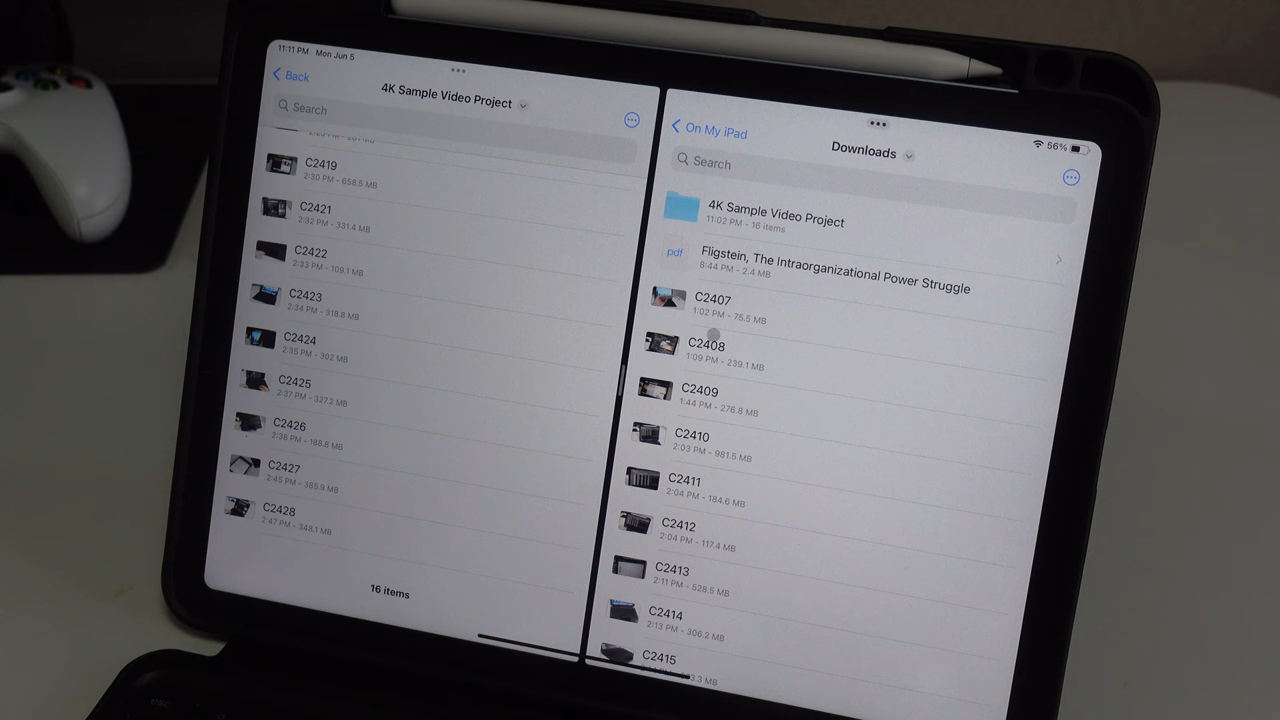 11:11 PM Mon Jun 5
Back
4K Sample Video Project
Search
C2419
2:30 PM - 658.5 MB
C2421
2:32 PM - 331.4 MB
C2422
2:33 PM - 109.1 MB
C2423
2:34 PM - 318.8 MB
C2424
2:35 PM - 302 MB
C2425
2:37 PM - 327.2 MB
C2426
2:38 PM - 188.8 MB
C2427
2:45 PM - 385.9 MB
C2428
2:47 PM - 348.1 MB
16 items
56%
On My iPad
Downloads
Search
4K Sample Video Project
11:02 PM - 16 items
pdf
Fligstein, The Intraorganizational Power Struggle
8:44 PM - 2.4 MB
C2407
1:02 PM - 75.5 MB
C2408
1:09 PM - 239.1 MB
C2409
1:44 PM - 276.8 MB
C2410
2:03 PM - 981.5 MB
C2411
2:04 PM - 184.6 MB
C2412
2:04 PM - 117.4 MB
C2413
2:11 PM - 528.5 MB
C2414
2:13 PM - 306.2 MB
C2415
esc